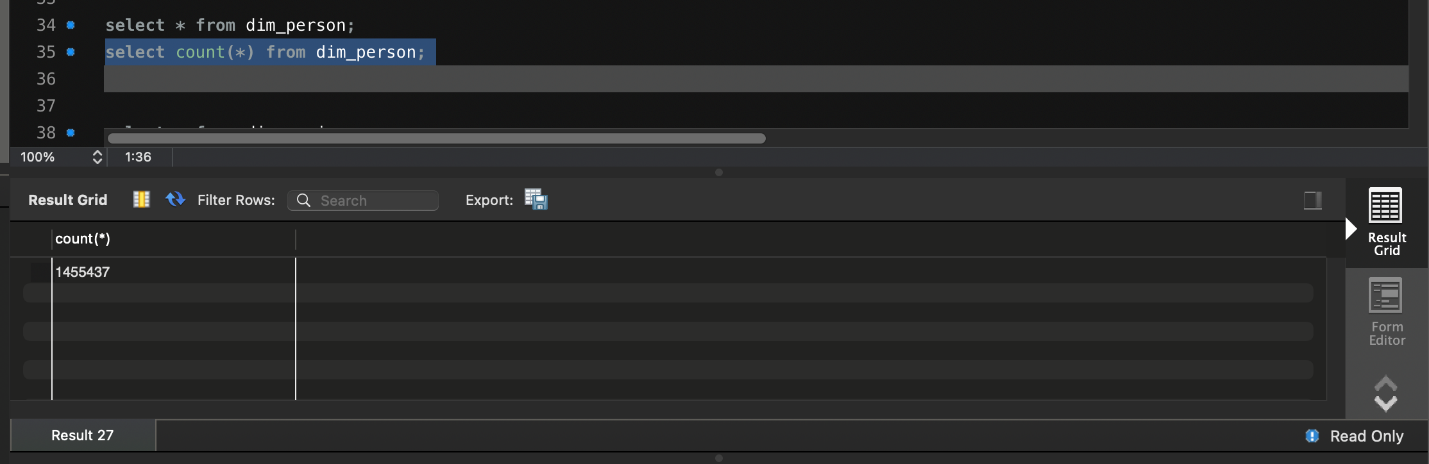 34 select * from dim_person;
35 select count(*) from dim_person;
36
37
38
100% 1:36
Result Grid Filter Rows: Search Export:
count(*)
1455437
Result
Grid
Form
Editor
Result 27 Read Only